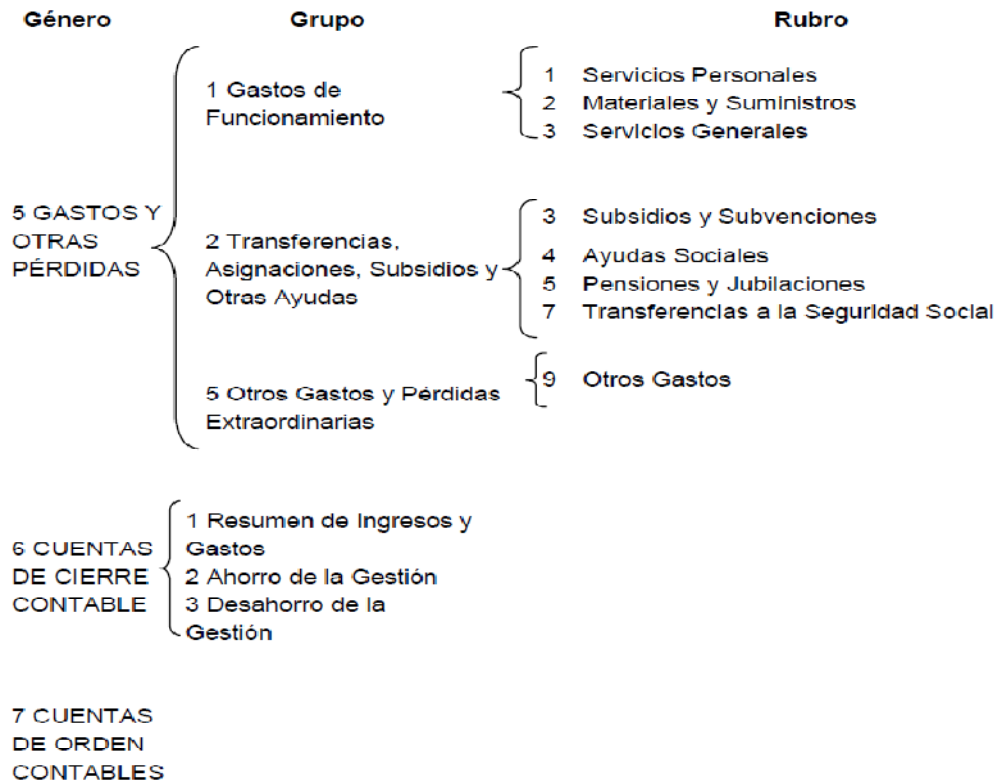 Género Grupo Rubro
1 Gastos de
Funcionamiento
1 Servicios Personales
2 Materiales y Suministros
3 Servicios Generales
5 GASTOS Y
OTRAS
PÉRDIDAS
2 Transferencias,
Asignaciones, Subsidios y
Otras Ayudas
3 Subsidios y Subvenciones
4 Ayudas Sociales
5 Pensiones y Jubilaciones
7 Transferencias a la Seguridad Social
5 Otros Gastos y Pérdidas
Extraordinarias
9 Otros Gastos
6 CUENTAS
DE CIERRE
CONTABLE
1 Resumen de Ingresos y
Gastos
2 Ahorro de la Gestión
3 Desahorro de la
Gestión
7 CUENTAS
DE ORDEN
CONTABLES